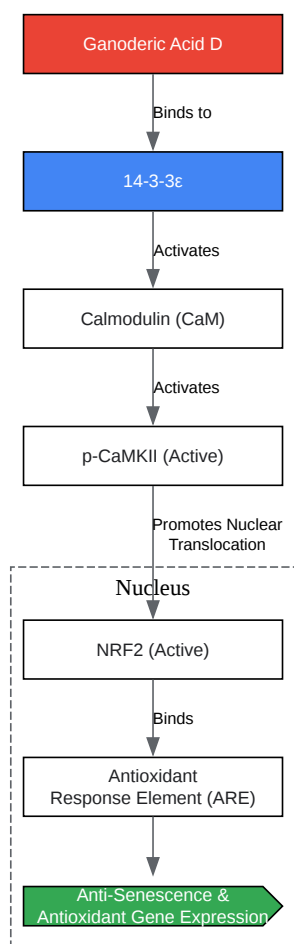 Ganoderic Acid D
Binds to
14-3-3ε
Activates
Calmodulin (CaM)
Activates
p-CaMKII (Active)
Promotes Nuclear
Translocation
Nucleus
NRF2 (Active)
Binds
Antioxidant
Response Element (ARE)
Anti-Senescence &
Antioxidant Gene Expression